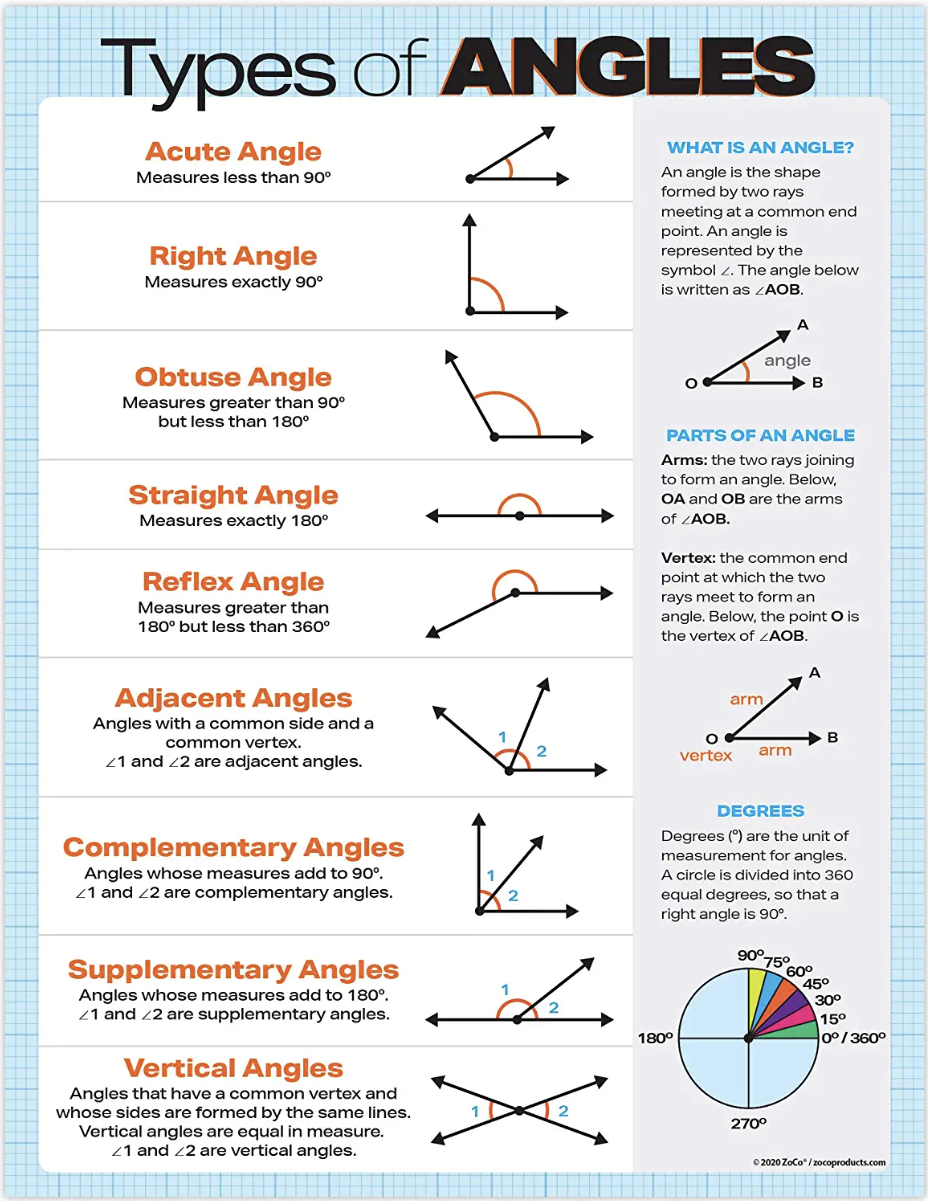 Types of ANGLES
Acute Angle
Measures less than 90º
Right Angle
Measures exactly 90º
Obtuse Angle
Measures greater than 90º
but less than 180º
Straight Angle
Measures exactly 180º
Reflex Angle
Measures greater than
180º but less than 360º
Adjacent Angles
Angles with a common side and a
common vertex.
∠1 and ∠2 are adjacent angles.
1
2
Complementary Angles
Angles whose measures add to 90º.
∠1 and ∠2 are complementary angles.
1
2
Supplementary Angles
Angles whose measures add to 180º.
∠1 and ∠2 are supplementary angles.
1
2
Vertical Angles
Angles that have a common vertex and
whose sides are formed by the same lines.
Vertical angles are equal in measure.
∠1 and ∠2 are vertical angles.
1
2
WHAT IS AN ANGLE?
An angle is the shape
formed by two rays
meeting at a common end
point. An angle is
represented by the
symbol ∠. The angle below
is written as ∠AOB.
A
angle
O
B
PARTS OF AN ANGLE
Arms: the two rays joining
to form an angle. Below,
OA and OB are the arms
of ∠AOB.
Vertex: the common end
point at which the two
rays meet to form an
angle. Below, the point O is
the vertex of ∠AOB.
A
arm
O
B
vertex
arm
DEGREES
Degrees (º) are the unit of
measurement for angles.
A circle is divided into 360
equal degrees, so that a
right angle is 90º.
90º
75º
60º
45º
30º
15º
180º
0º / 360º
270º
© 2020 ZoCo® / zocoproducts.com